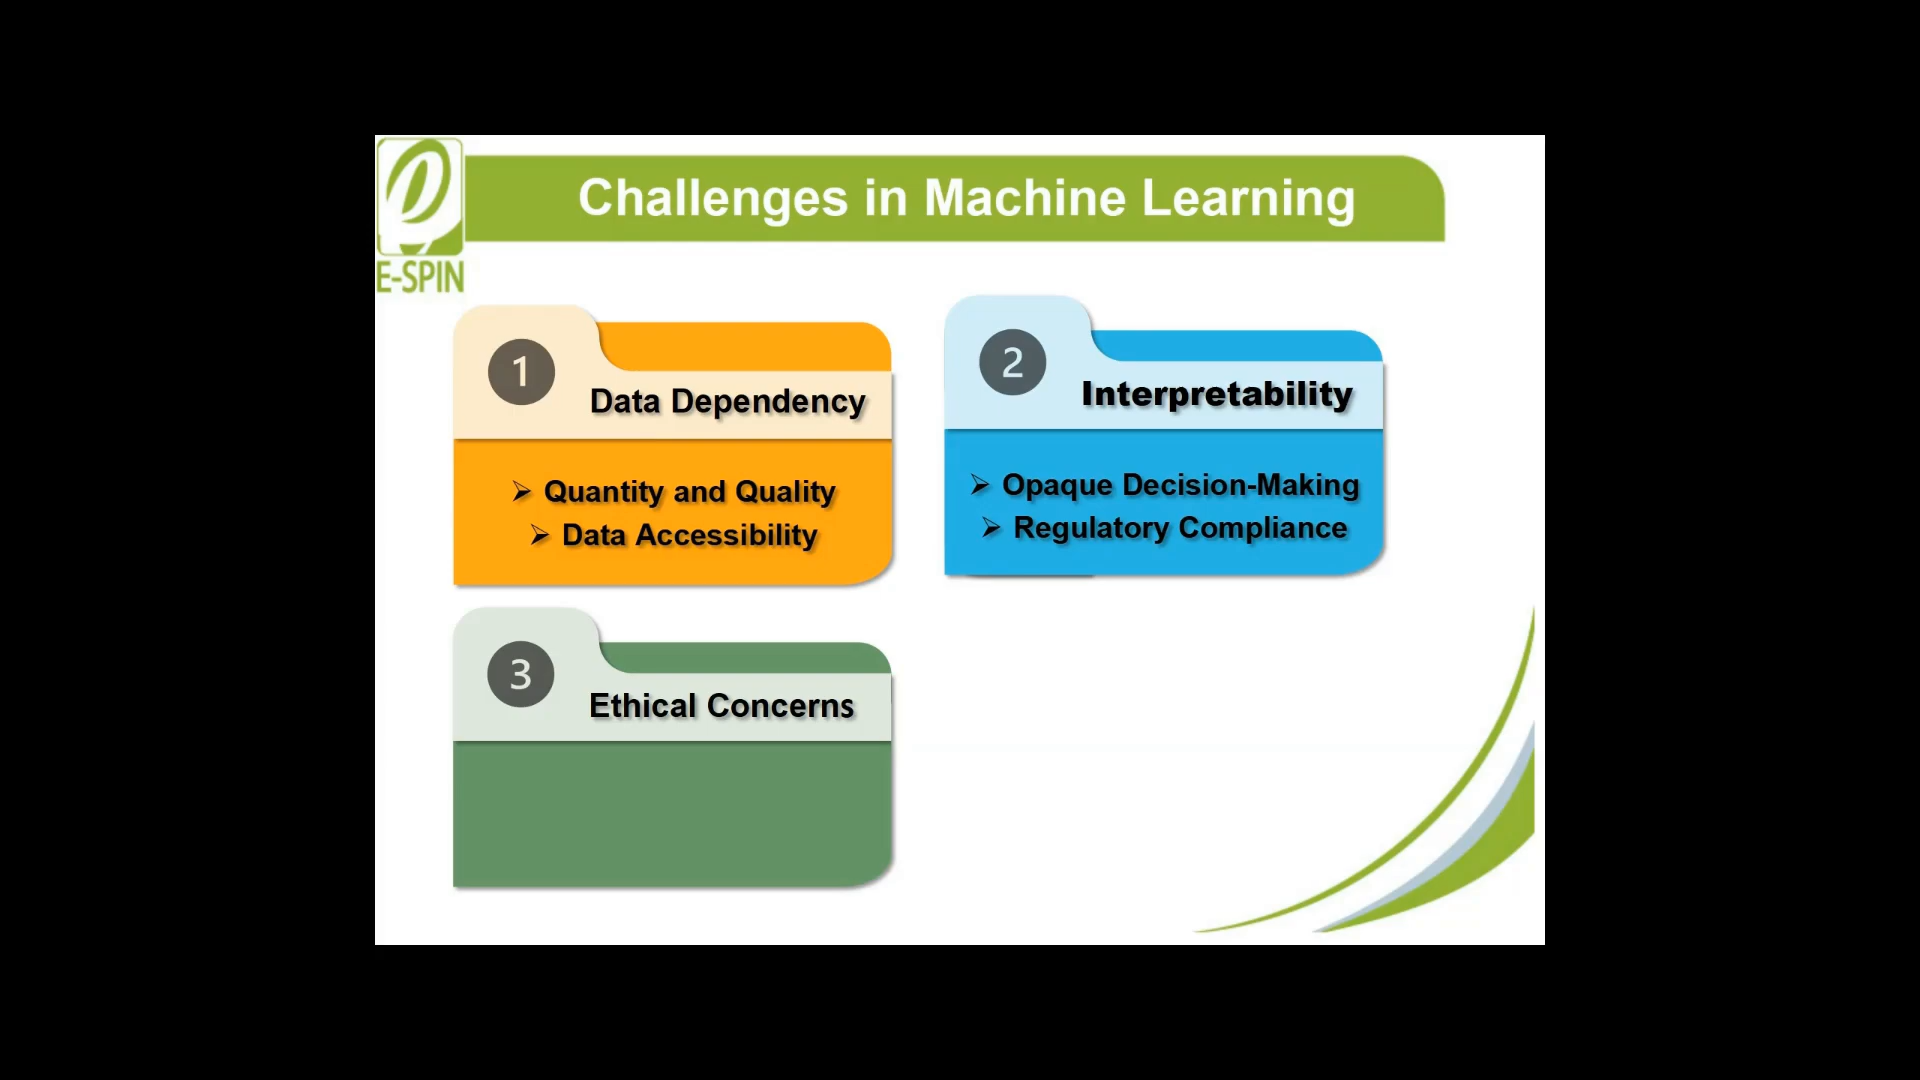 Challenges in Machine Learning
E-SPIN
1
Data Dependency
➢ Quantity and Quality
➢ Data Accessibility
2
Interpretability
➢ Opaque Decision-Making
➢ Regulatory Compliance
3
Ethical Concerns